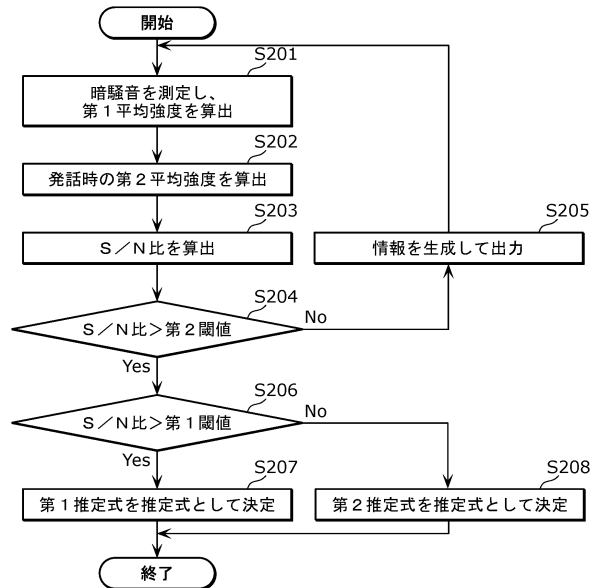 開始
S201
暗騒音を測定し、
第1平均強度を算出
S202
発話時の第2平均強度を算出
S203
S/N比を算出
S205
情報を生成して出力
S204
S/N比>第2閾値
No
Yes
S206
S/N比>第1閾値
No
Yes
S207
第1推定式を推定式として決定
S208
第2推定式を推定式として決定
終了